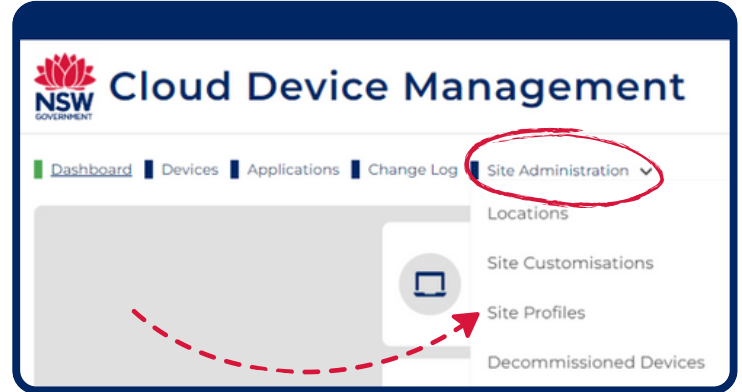 NSW
GOVERNMENT
Cloud Device Management
Dashboard Devices Applications Change Log Site Administration
Locations
Site Customisations
Site Profiles
Decommissioned Devices